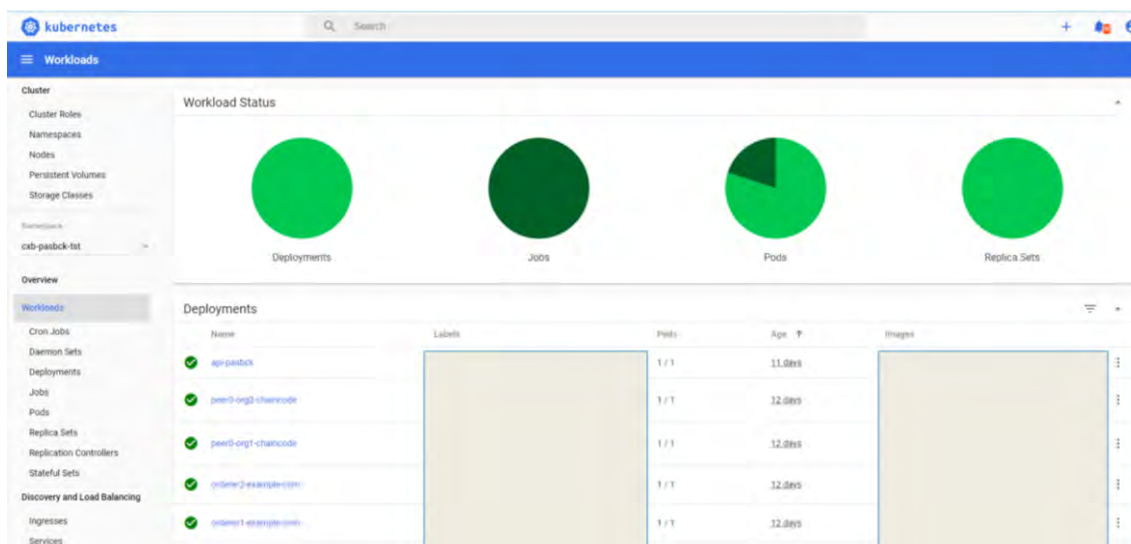 kubernetes
Search
Workloads
Cluster
Cluster Roles
Namespaces
Nodes
Persistent Volumes
Storage Classes
Namespace
cxb-pasbck-tst
Overview
Workloads
Cron Jobs
Daemon Sets
Deployments
Jobs
Pods
Replica Sets
Replication Controllers
Stateful Sets
Discovery and Load Balancing
Ingresses
Services
Workload Status
Deployments
Jobs
Pods
Replica Sets
Deployments
Name Labels Pods Age Images
api-pasbck 1 / 1 11 days
peer0-org2-chaincode 1 / 1 12 days
peer0-org1-chaincode 1 / 1 12 days
orderer2-example-com 1 / 1 12 days
orderer1-example-com 1 / 1 12 days